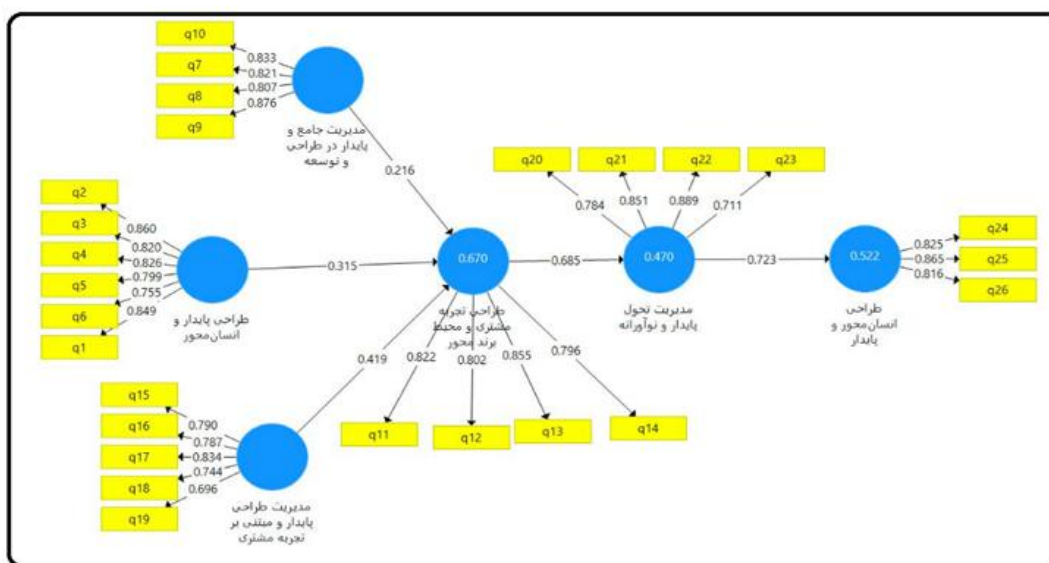 q10
q7
q8
q9
0.833
0.821
0.807
0.876
مدیریت جامع و
پایدار در طراحی
و توسعه
0.216
q2
q3
q4
q5
q6
q1
0.860
0.820
0.826
0.799
0.755
0.849
طراحی پایدار و
انسان‌محور
0.315
q15
q16
q17
q18
q19
0.790
0.787
0.834
0.744
0.696
مدیریت طراحی
پایدار و مبتنی بر
تجربه مشتری
0.419
0.670
طراحی تجربه
مشتری و محیط
برند محور
0.822
0.802
0.855
0.796
q11
q12
q13
q14
0.685
q20
q21
q22
q23
0.784
0.851
0.889
0.711
0.470
مدیریت تحول
پایدار و نوآورانه
0.723
0.522
طراحی
انسان‌محور و
پایدار
0.825
0.865
0.816
q24
q25
q26